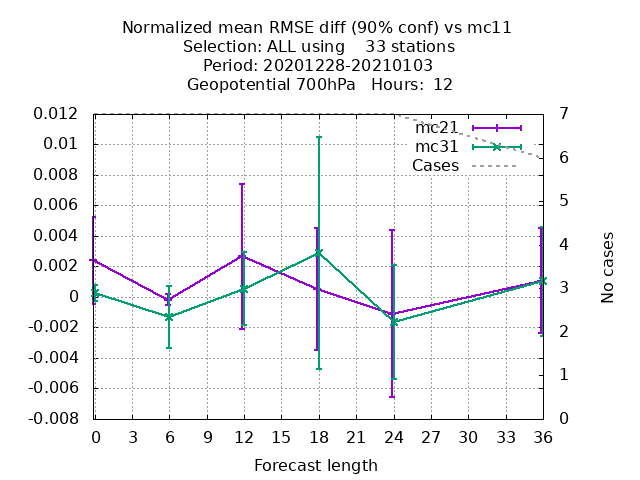 Normalized mean RMSE diff (90% conf) vs mc11
Selection: ALL using    33 stations
Period: 20201228-20210103
Geopotential 700hPa   Hours:  12
0.012
0.01
0.008
0.006
0.004
0.002
0
-0.002
-0.004
-0.006
-0.008
mc21
mc31
Cases
7
6
5
4
3
2
1
0
No cases
0 3 6 9 12 15 18 21 24 27 30 33 36
Forecast length